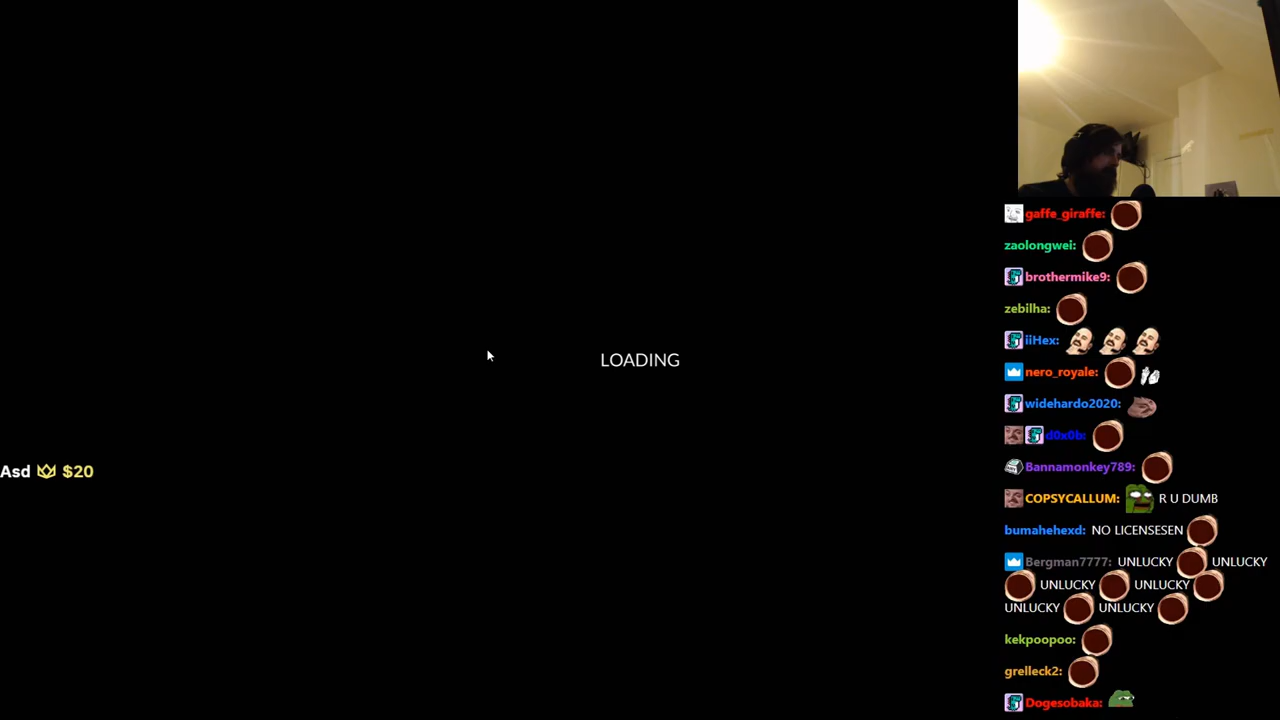 gaffe_giraffe:
zaolongwei:
brothermike9:
zebilha:
iiHex:
LOADING
nero_royale:
widehardo2020:
d0x0b:
Asd $20
Bannamonkey789:
COPSYCALLUM: R U DUMB
bumahehexd: NO LICENSESEN
Bergman7777: UNLUCKY UNLUCKY
UNLUCKY UNLUCKY
UNLUCKY UNLUCKY
kekpoopoo:
grelleck2:
Dogesobaka: